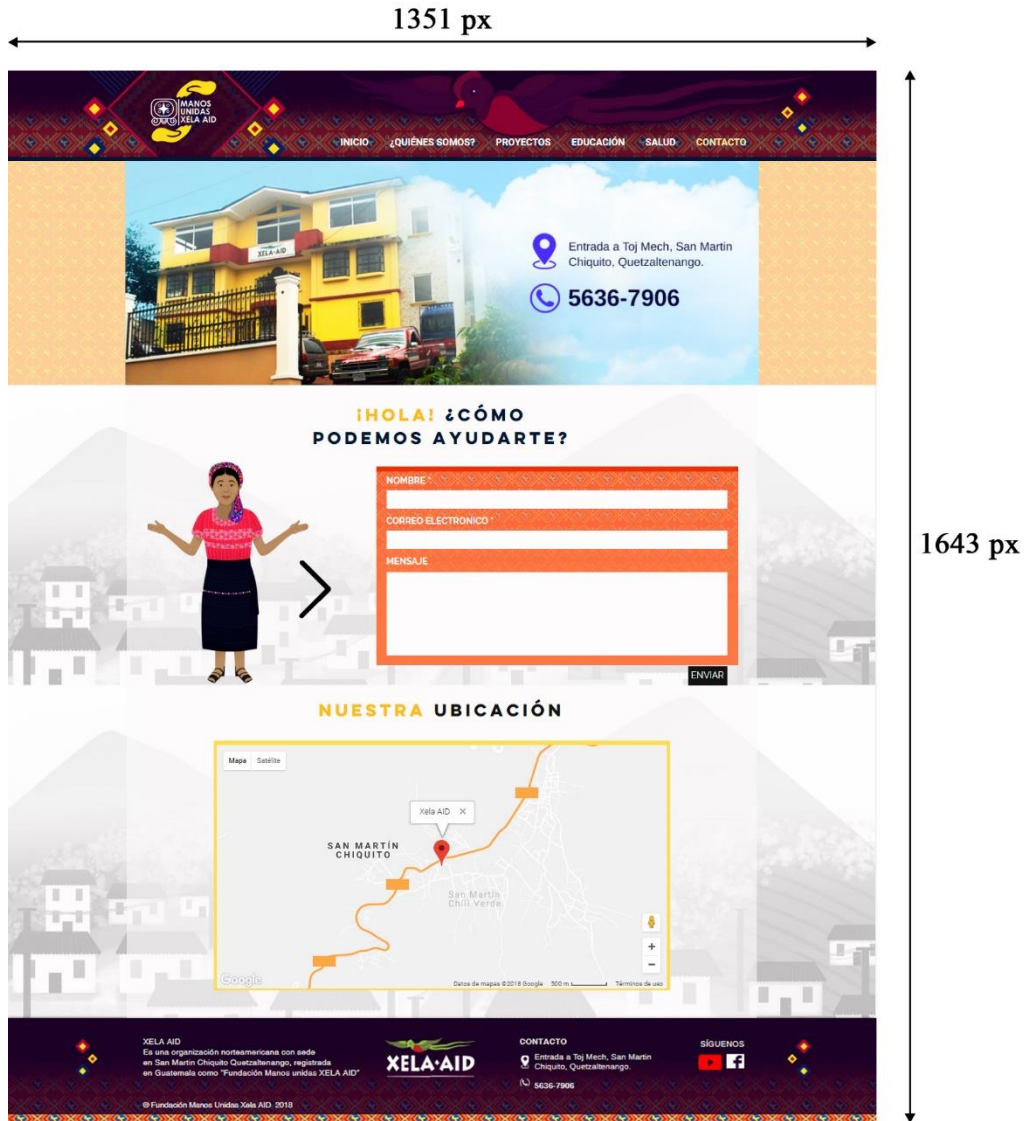 1351 px
MANOS
UNIDAS
XELA AID
INICIO ¿QUIÉNES SOMOS? PROYECTOS EDUCACIÓN SALUD CONTACTO
XELA-AID
Entrada a Toj Mech, San Martin
Chiquito, Quetzaltenango.
5636-7906
¡HOLA! ¿CÓMO
PODEMOS AYUDARTE?
NOMBRE *
CORREO ELECTRONICO *
MENSAJE
ENVIAR
1643 px
NUESTRA UBICACIÓN
Mapa Satélite
Xela AID ×
SAN MARTÍN
CHIQUITO
San Martín
Chili Verde
Google
Datos de mapas ©2018 Google 500 m Términos de uso
XELA AID
Es una organización norteamericana con sede
en San Martin Chiquito Quetzaltenango, registrada
en Guatemala como "Fundación Manos unidas XELA AID"
© Fundación Manos Unidas Xela AID 2018
XELA·AID
CONTACTO
Entrada a Toj Mech, San Martin
Chiquito, Quetzaltenango.
5636-7906
SÍGUENOS